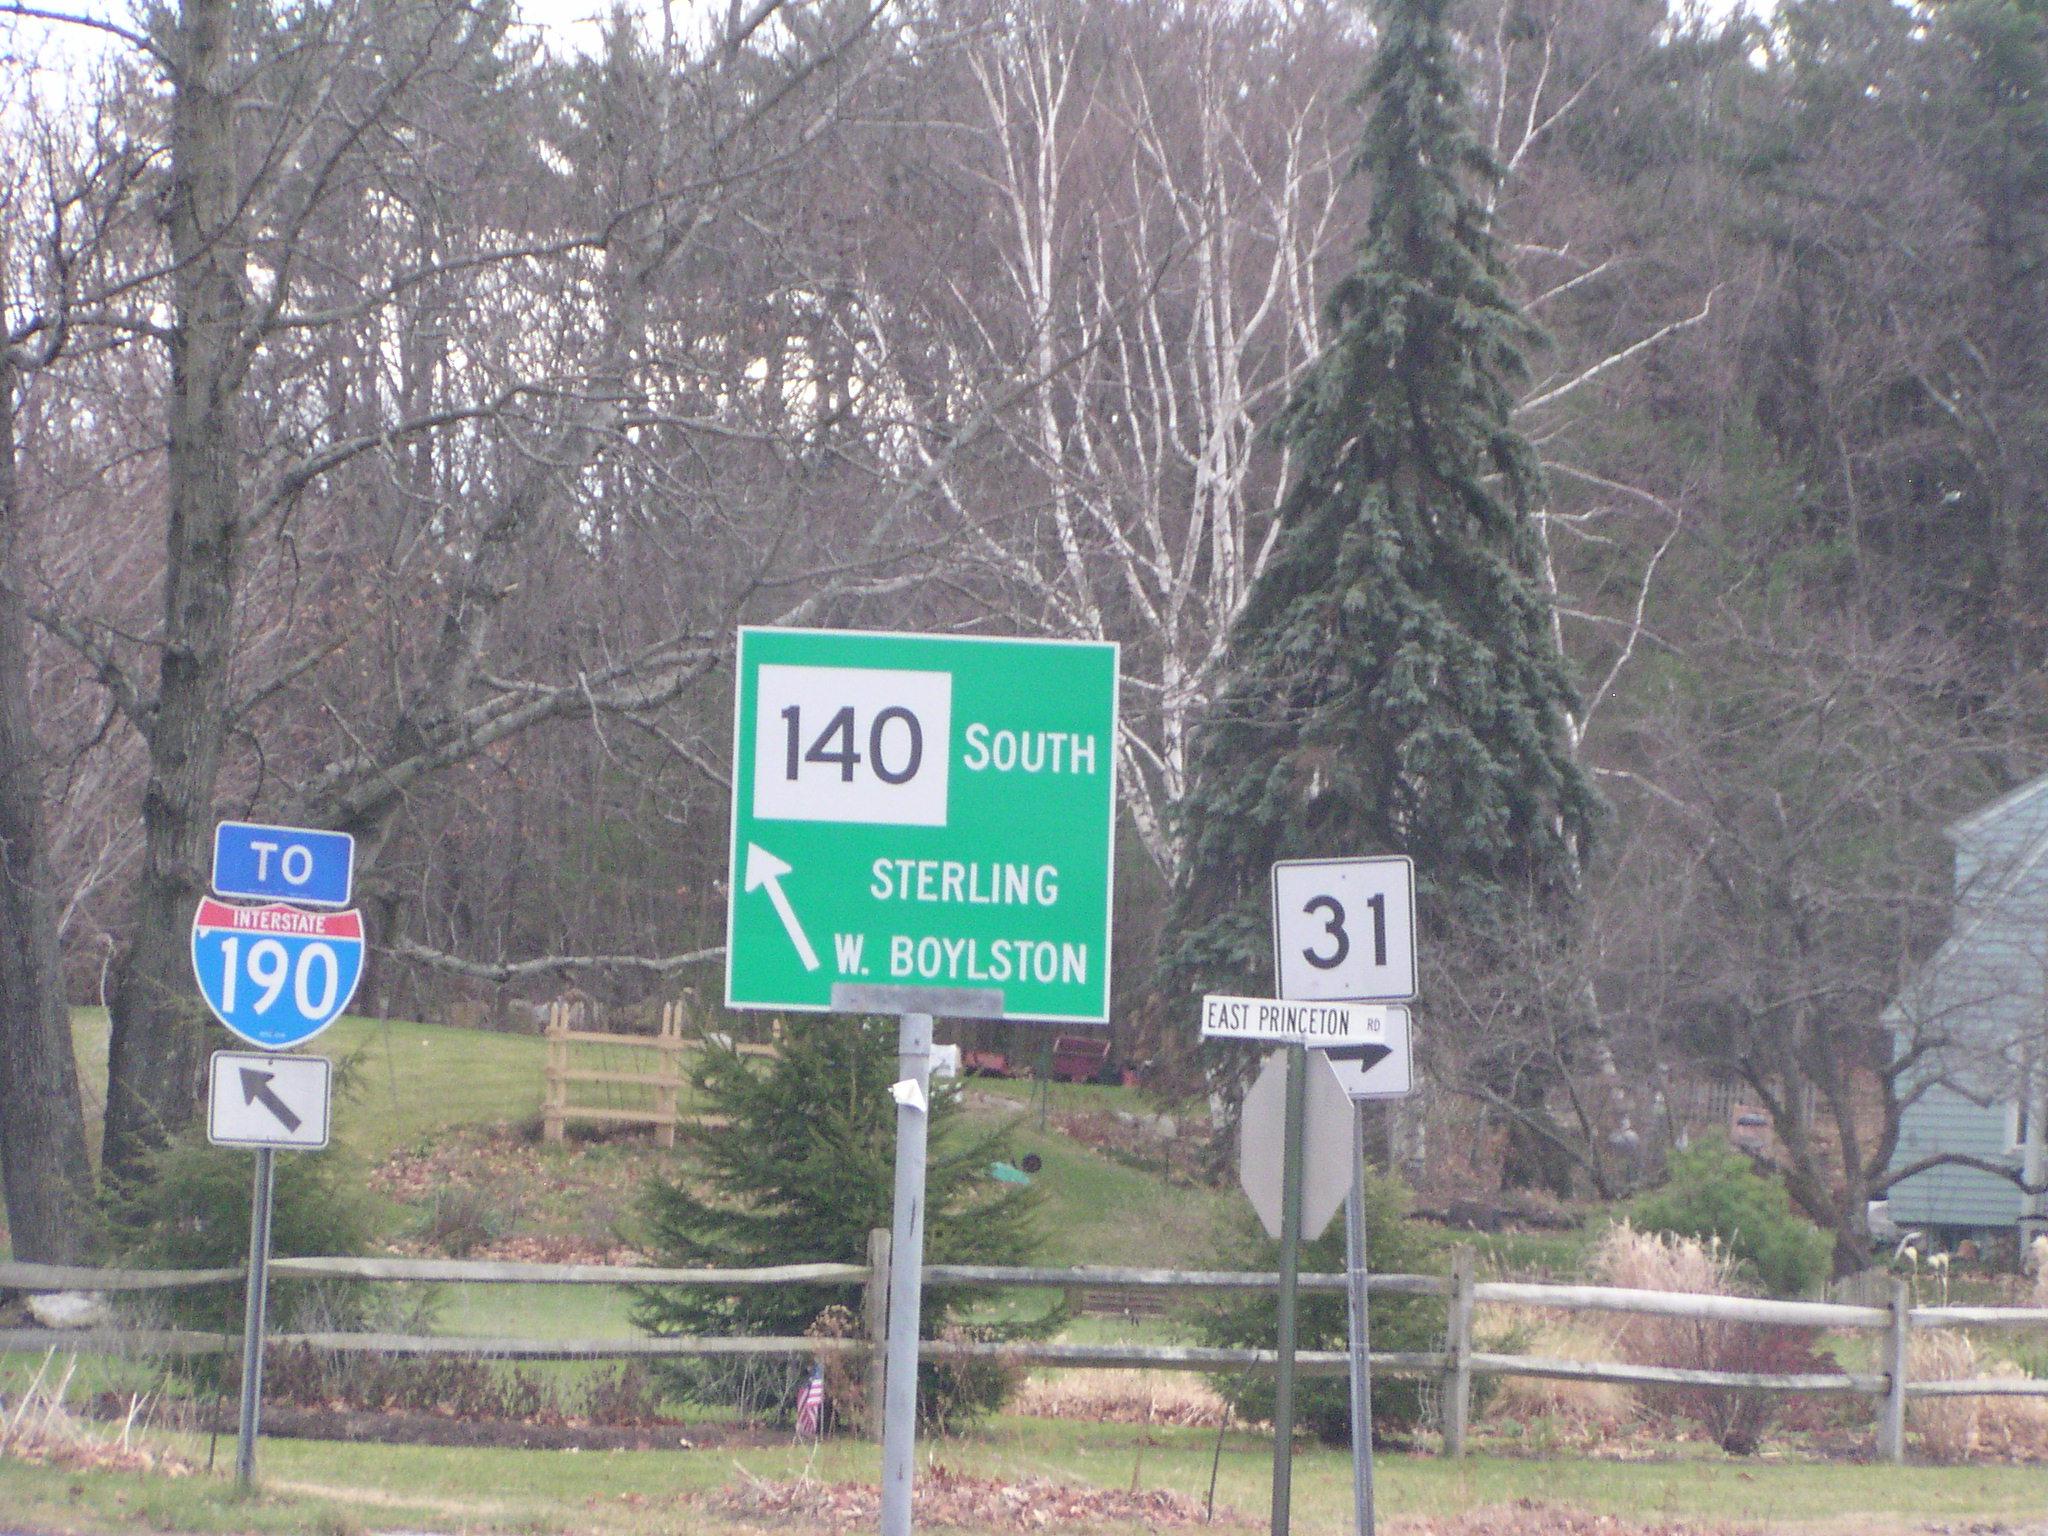 TO
INTERSTATE
190
140 SOUTH
STERLING
W. BOYLSTON
31
EAST PRINCETON RD